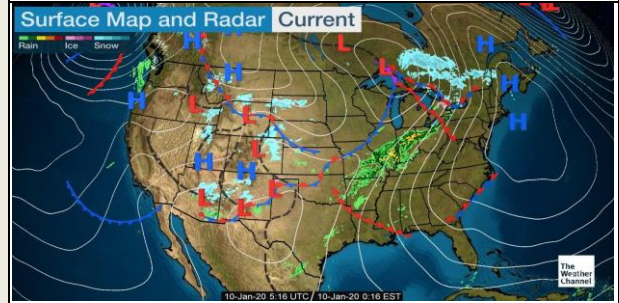 Surface Map and Radar Current
Rain Ice Snow
H
H
L
H
H
L
H
H
L
H
L
L
H
H
L
L
L
The
Weather
Channel
10-Jan-20 5:16 UTC / 10-Jan-20 0:16 EST